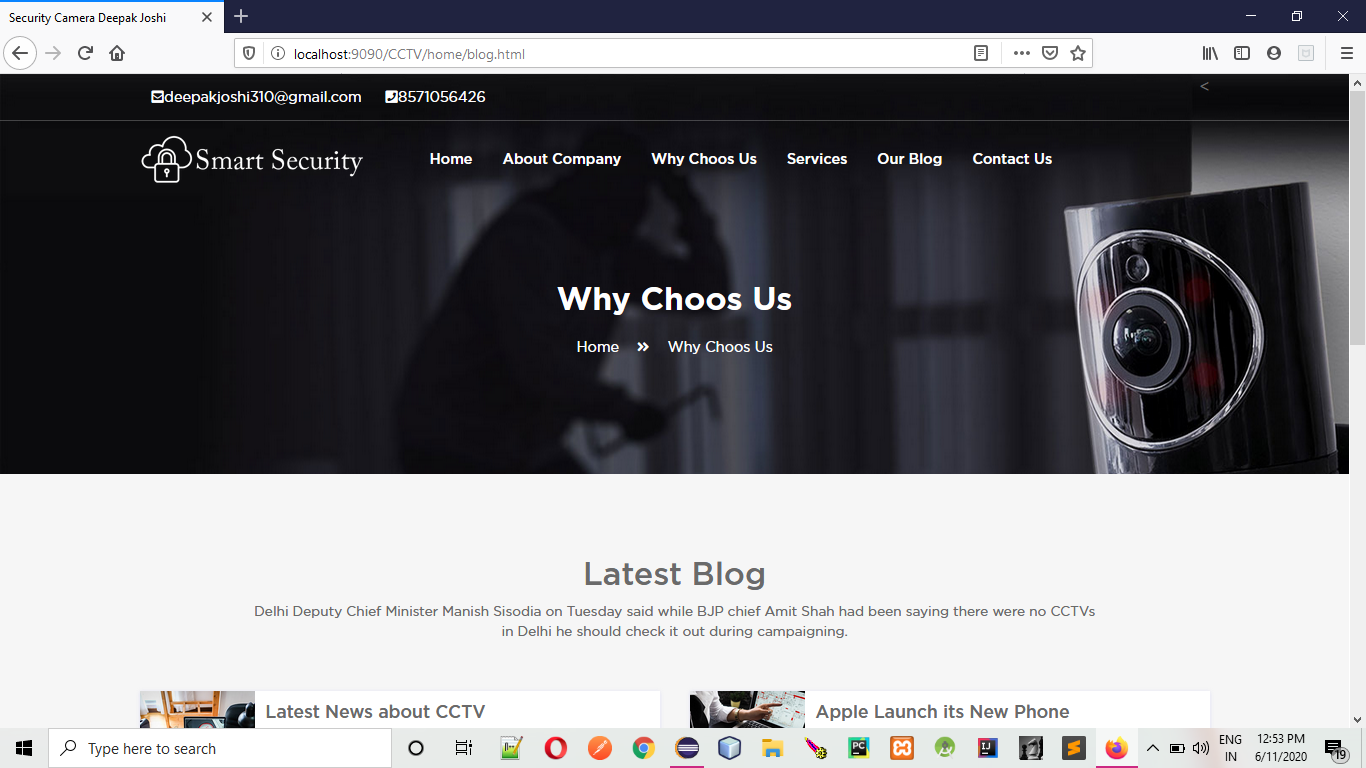 Security Camera Deepak Joshi
localhost:9090/CCTV/home/blog.html
deepakjoshi310@gmail.com 8571056426
<
Smart Security Home About Company Why Choos Us Services Our Blog Contact Us
Why Choos Us
Home » Why Choos Us
Latest Blog
Delhi Deputy Chief Minister Manish Sisodia on Tuesday said while BJP chief Amit Shah had been saying there were no CCTVs
in Delhi he should check it out during campaigning.
Latest News about CCTV Apple Launch its New Phone
Type here to search
ENG 12:53 PM
IN 6/11/2020
19